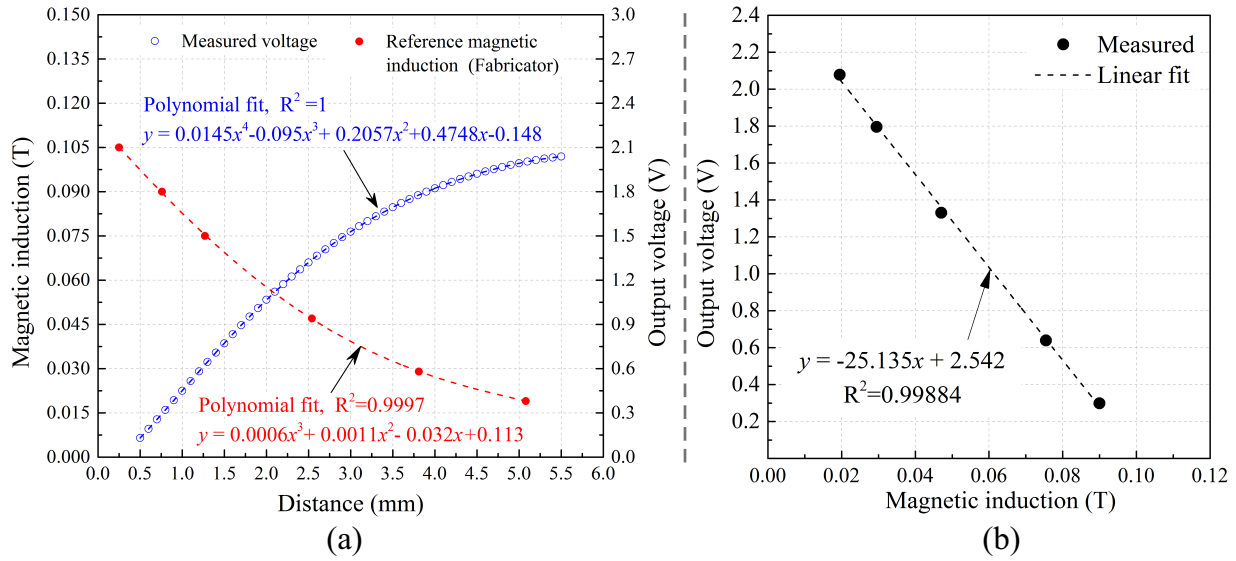 Measured voltage
Reference magnetic
induction (Fabricator)
Polynomial fit, R²=1
y = 0.0145x⁴-0.095x³+ 0.2057x²+0.4748x-0.148
Polynomial fit, R²=0.9997
y = 0.0006x³+ 0.0011x²- 0.032x+0.113
Magnetic induction (T)
0.150
0.135
0.120
0.105
0.090
0.075
0.060
0.045
0.030
0.015
0.000
0.0 0.5 1.0 1.5 2.0 2.5 3.0 3.5 4.0 4.5 5.0 5.5 6.0
Distance (mm)
3.0
2.7
2.4
2.1
1.8
1.5
1.2
0.9
0.6
0.3
0.0
Output voltage (V)
(a)
Output voltage (V)
2.4
2.2
2.0
1.8
1.6
1.4
1.2
1.0
0.8
0.6
0.4
0.2
Measured
Linear fit
y = -25.135x + 2.542
R²=0.99884
0.00 0.02 0.04 0.06 0.08 0.10 0.12
Magnetic induction (T)
(b)